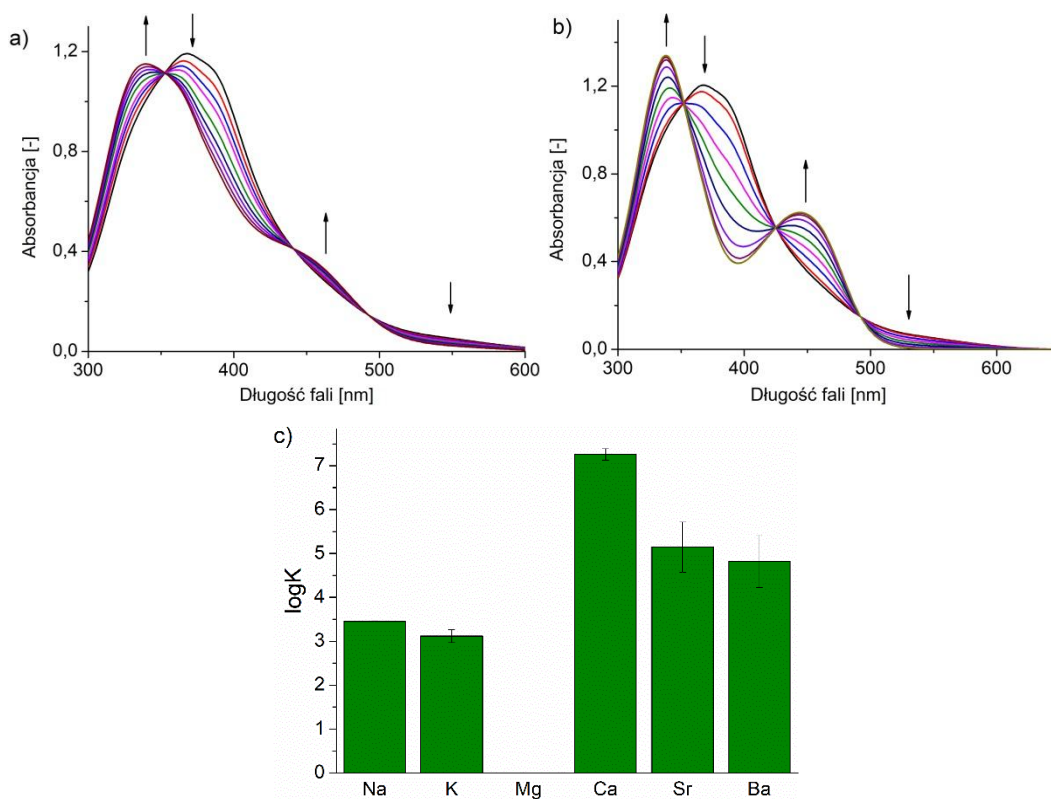 a)
1,2
0,8
0,4
0,0
300
400
500
600
Absorbancja [-]
Długość fali [nm]
b)
1.2
0.8
0.4
0.0
300
400
500
600
Absorbancja [-]
Długość fali [nm]
c)
7
6
5
4
3
2
1
0
logK
Na
K
Mg
Ca
Sr
Ba